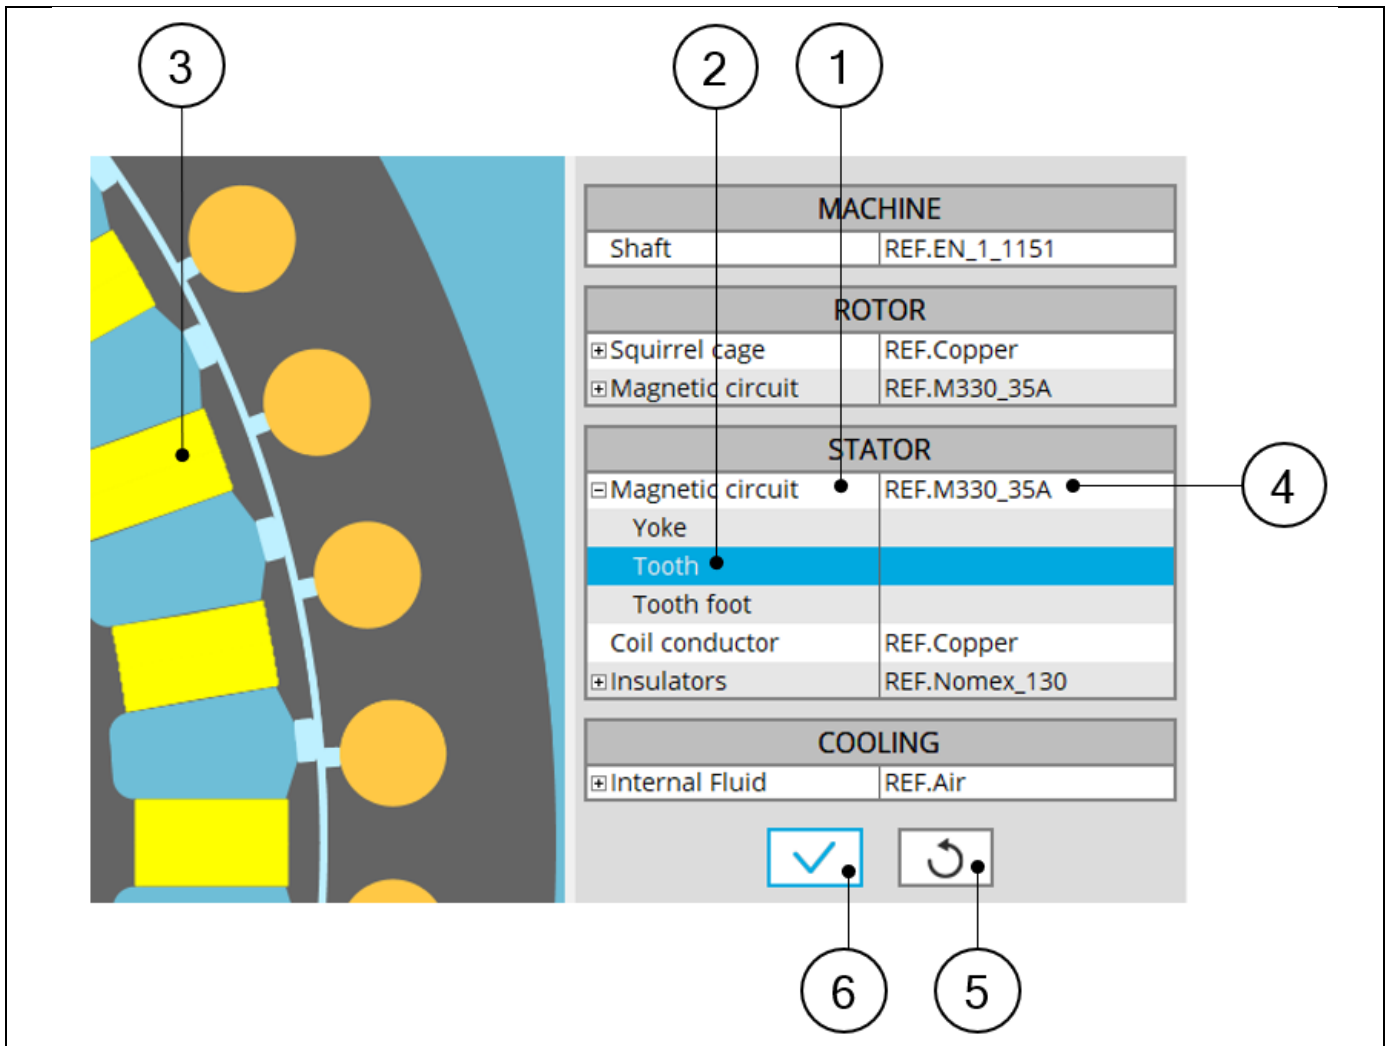 3 2 1
MACHINE
Shaft REF.EN_1_1151
ROTOR
Squirrel cage REF.Copper
Magnetic circuit REF.M330_35A
STATOR
Magnetic circuit REF.M330_35A 4
Yoke
Tooth
Tooth foot
Coil conductor REF.Copper
Insulators REF.Nomex_130
COOLING
Internal Fluid REF.Air
6 5